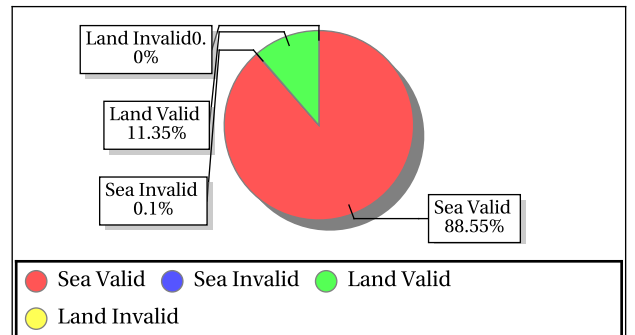 Land Invalid0.
0%
Land Valid
11.35%
Sea Invalid
0.1%
Sea Valid
88.55%
Sea Valid
Sea Invalid
Land Valid
Land Invalid